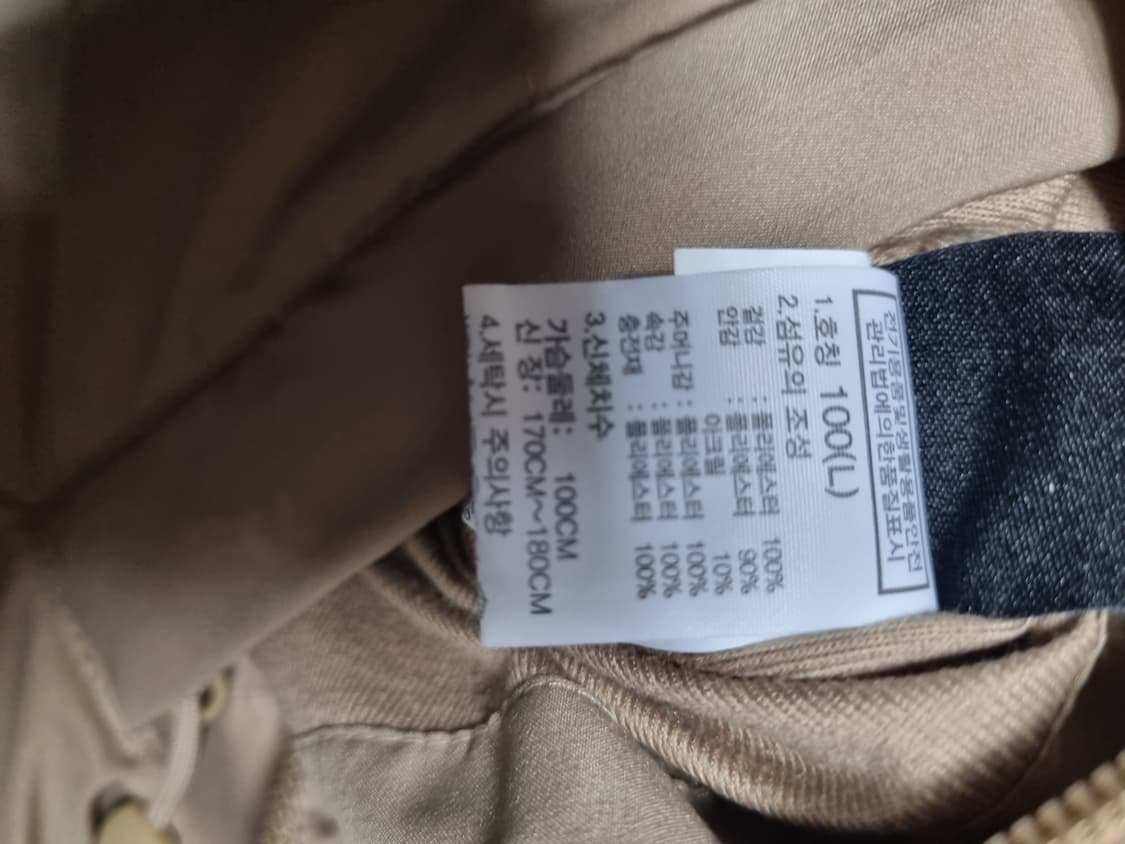 전기용품및생활용품안전
관리법에의한품질표시
1.호칭 100(L)
2.섬유의 조성
겉감 : 폴리에스터 100%
안감 : 폴리에스터 90%
아크릴 10%
주머니감 : 폴리에스터 100%
속감 : 폴리에스터 100%
충전재 : 폴리에스터 100%
3.신체치수
가슴둘레: 100CM
신 장: 170CM~180CM
4.세탁시 주의사항